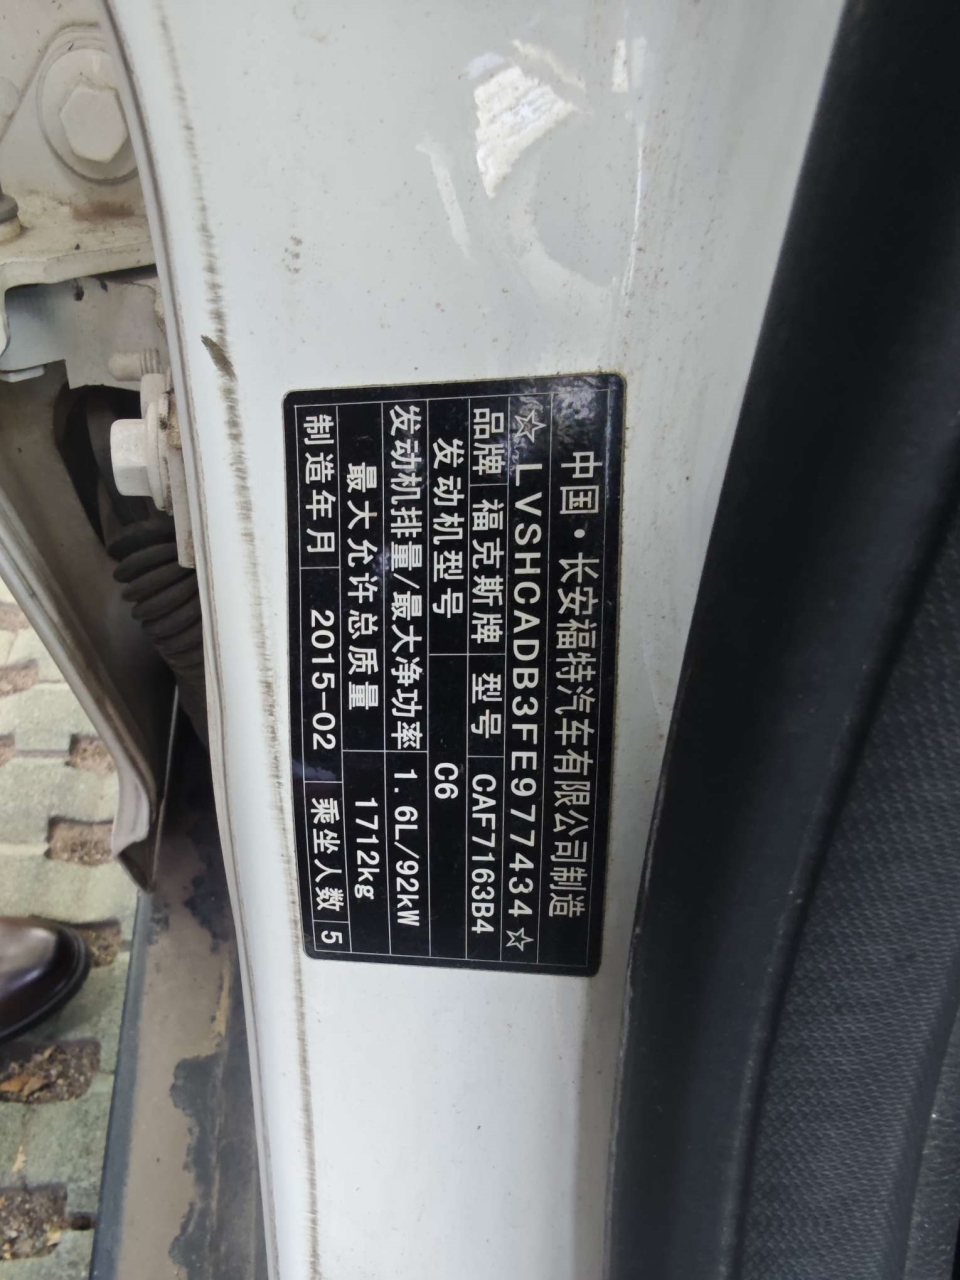 中国·长安福特汽车有限公司制造
☆LVSHCADB3FE977434☆
品牌 福克斯牌 型号 CAF7163B4
发动机型号 C6
发动机排量/最大净功率 1.6L/92kW
最大允许总质量 1712kg
制造年月 2015-02 乘坐人数 5